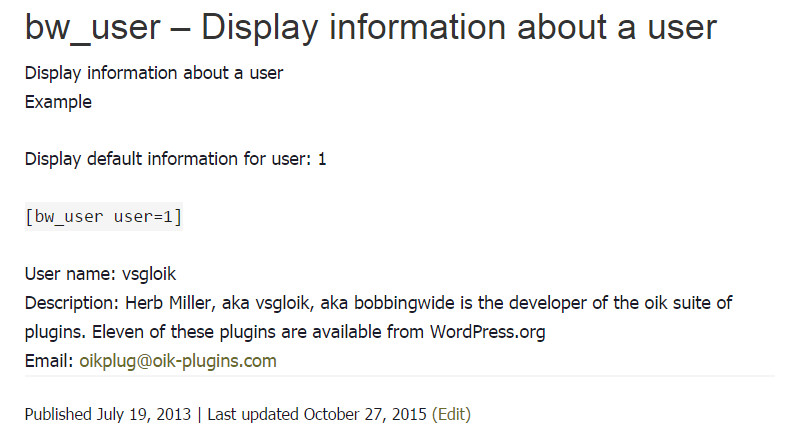 bw_user – Display information about a user
Display information about a user
Example
Display default information for user: 1
[bw_user user=1]
User name: vsgloik
Description: Herb Miller, aka vsgloik, aka bobbingwide is the developer of the oik suite of
plugins. Eleven of these plugins are available from WordPress.org
Email: oikplug@oik-plugins.com
Published July 19, 2013 | Last updated October 27, 2015 (Edit)